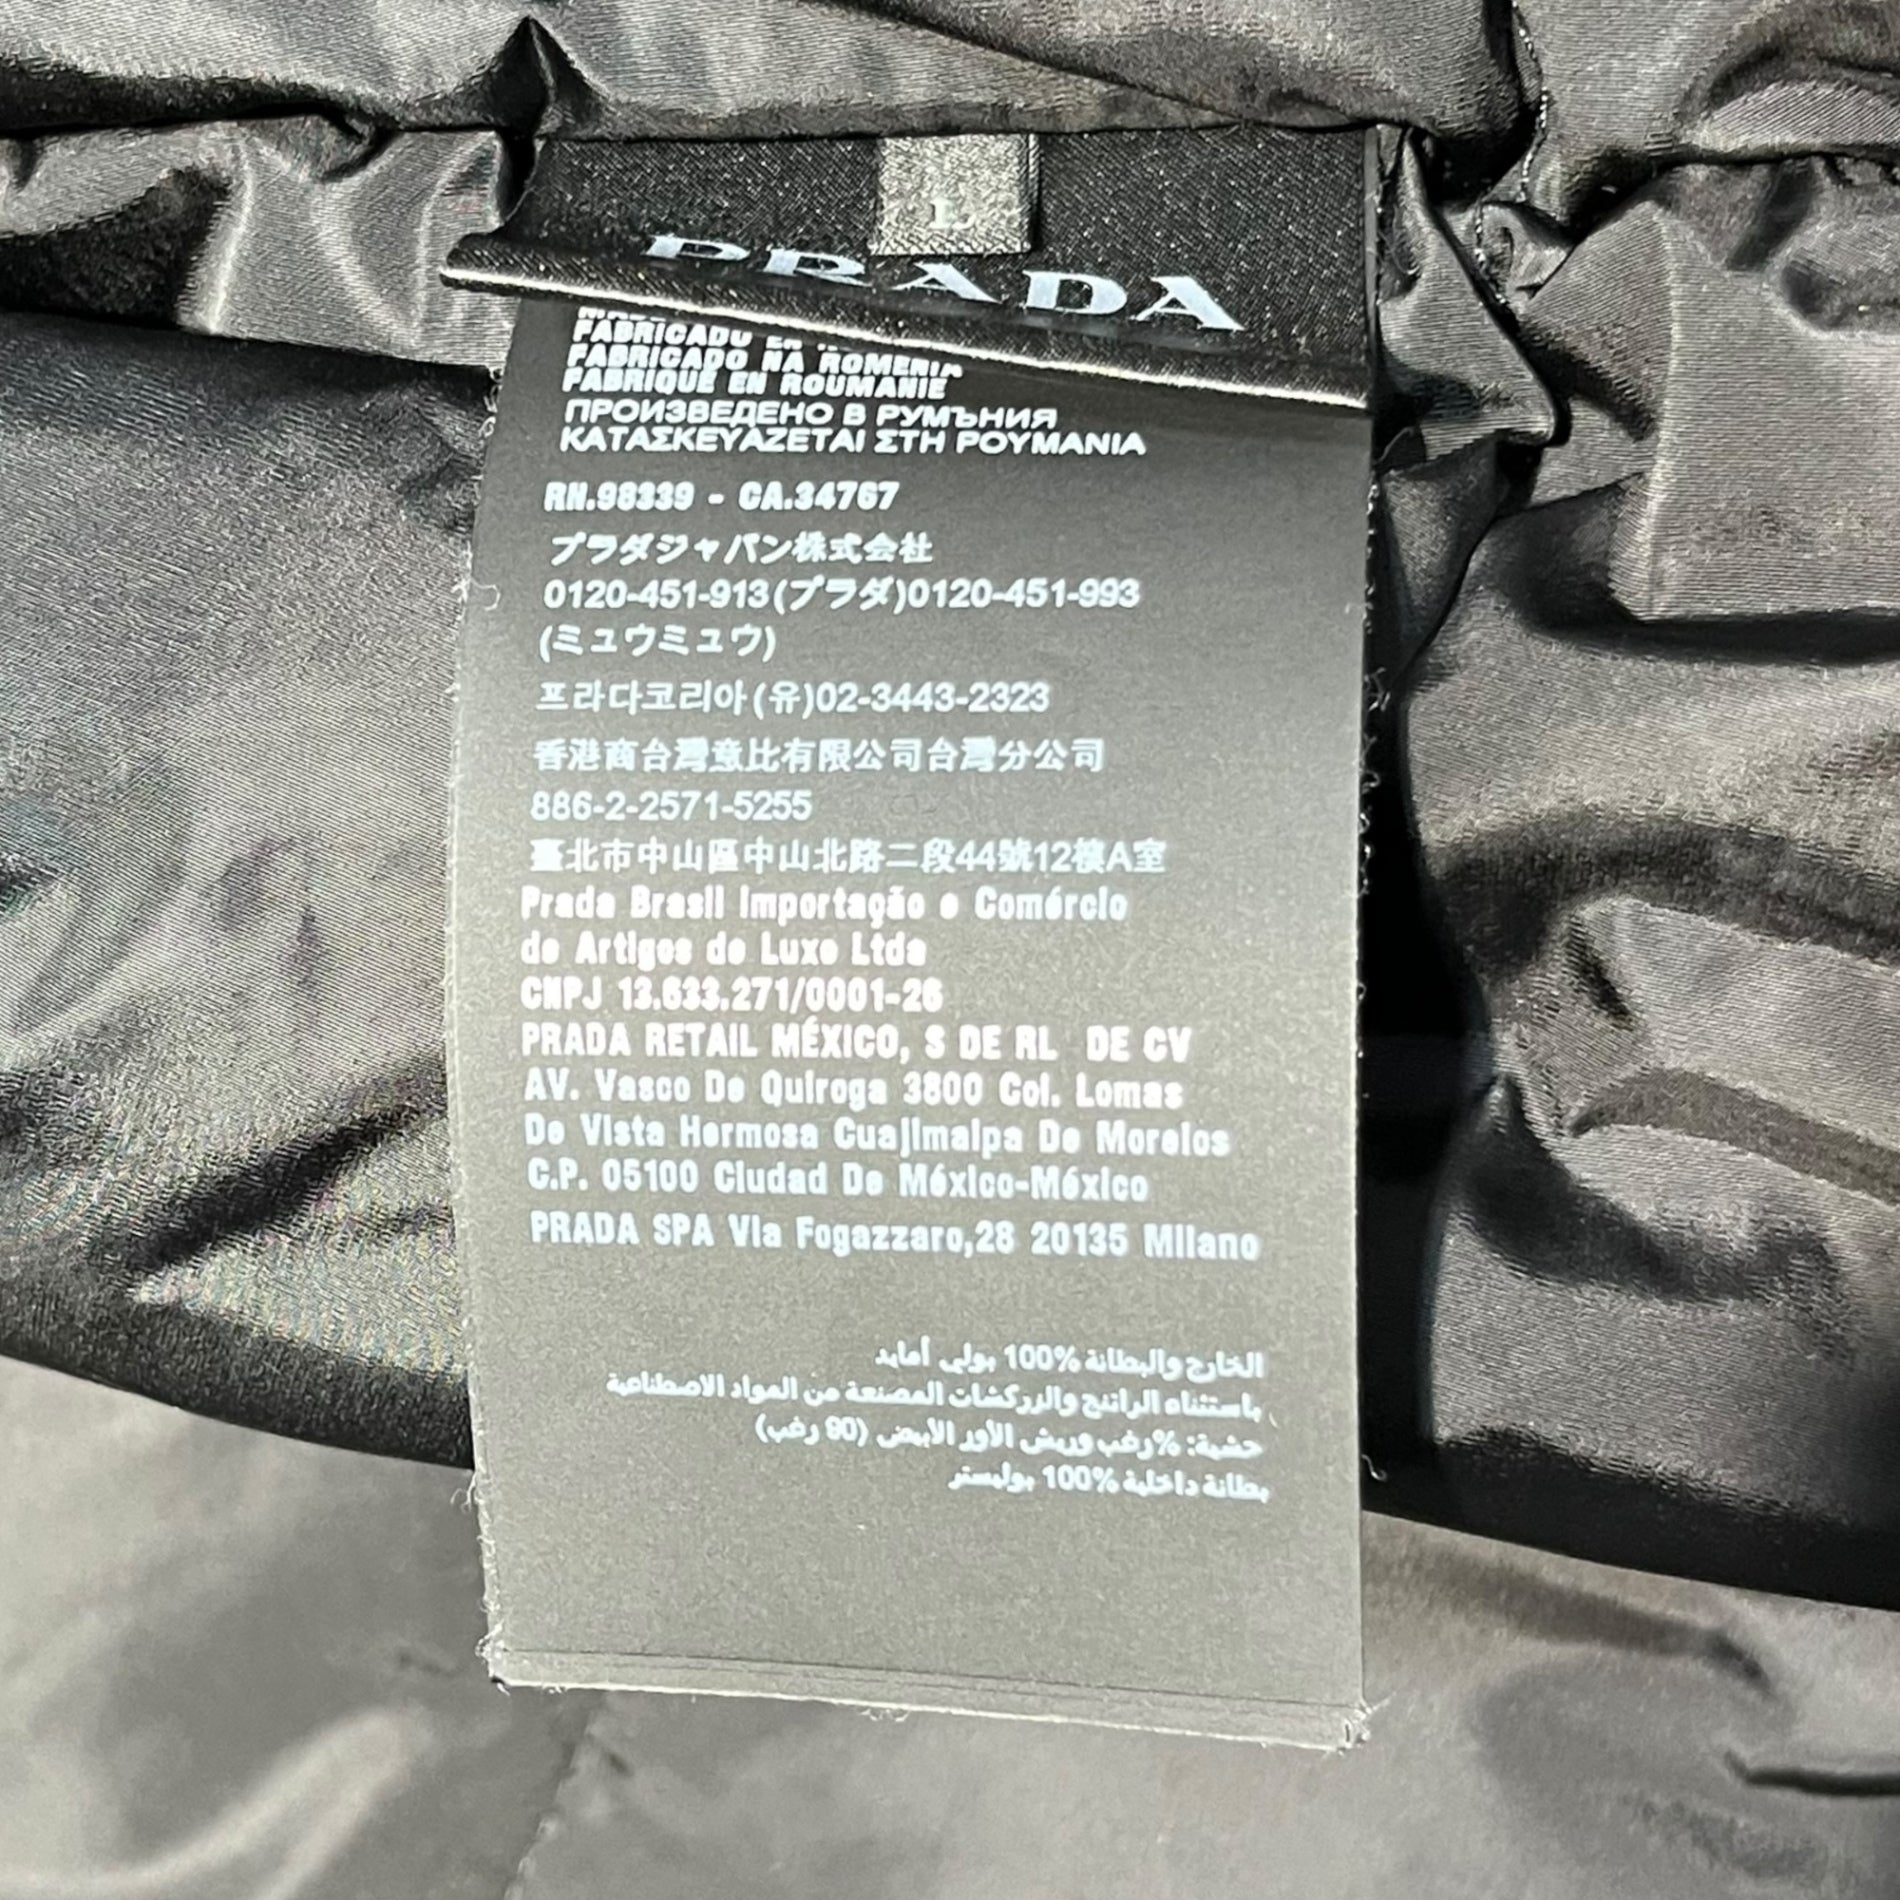 L
PRADA
FABRICADO EN
FABRICADO NA ROMENIA
FABRIQUÉ EN ROUMANIE
ПРОИЗВЕДЕНО В РУМЪНИЯ
ΚΑΤΑΣΚΕΥΑΖΕΤΑΙ ΣΤΗ ΡΟΥΜΑΝΙΑ
RN.98339 - CA.34767
プラダジャパン株式会社
0120-451-913(プラダ)0120-451-993
(ミュウミュウ)
프라다코리아(유)02-3443-2323
香港商台灣意比有限公司台灣分公司
886-2-2571-5255
臺北市中山區中山北路二段44號12樓A室
Prada Brasil Importação e Comércio
de Artigos de Luxe Ltda
CNPJ 13.633.271/0001-26
PRADA RETAIL MÉXICO, S DE RL DE CV
AV. Vasco De Quiroga 3800 Col. Lomas
De Vista Hermosa Cuajimalpa De Morelos
C.P. 05100 Ciudad De México-México
PRADA SPA Via Fogazzaro,28 20135 Milano
الخارج والبطانة %100 بولي أمايد
باستثناء الراتنج والزركشات المصنعة من المواد الاصطناعية
حشية: %رغب وريش الأوز الأبيض (90 رغب)
بطانة داخلية %100 بوليستر